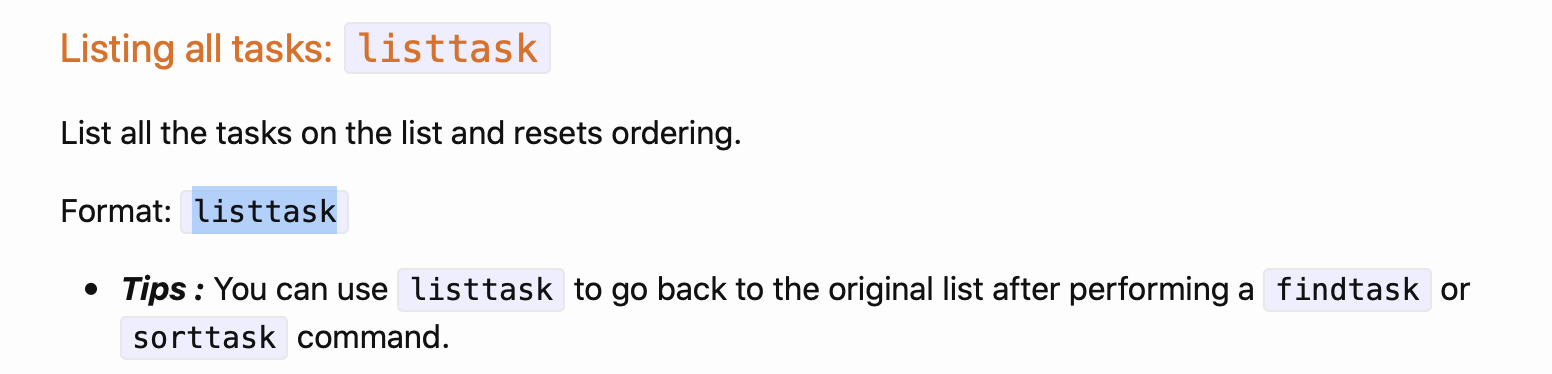 Listing all tasks: listtask
List all the tasks on the list and resets ordering.
Format: listtask
• Tips : You can use listtask to go back to the original list after performing a findtask or
sorttask command.